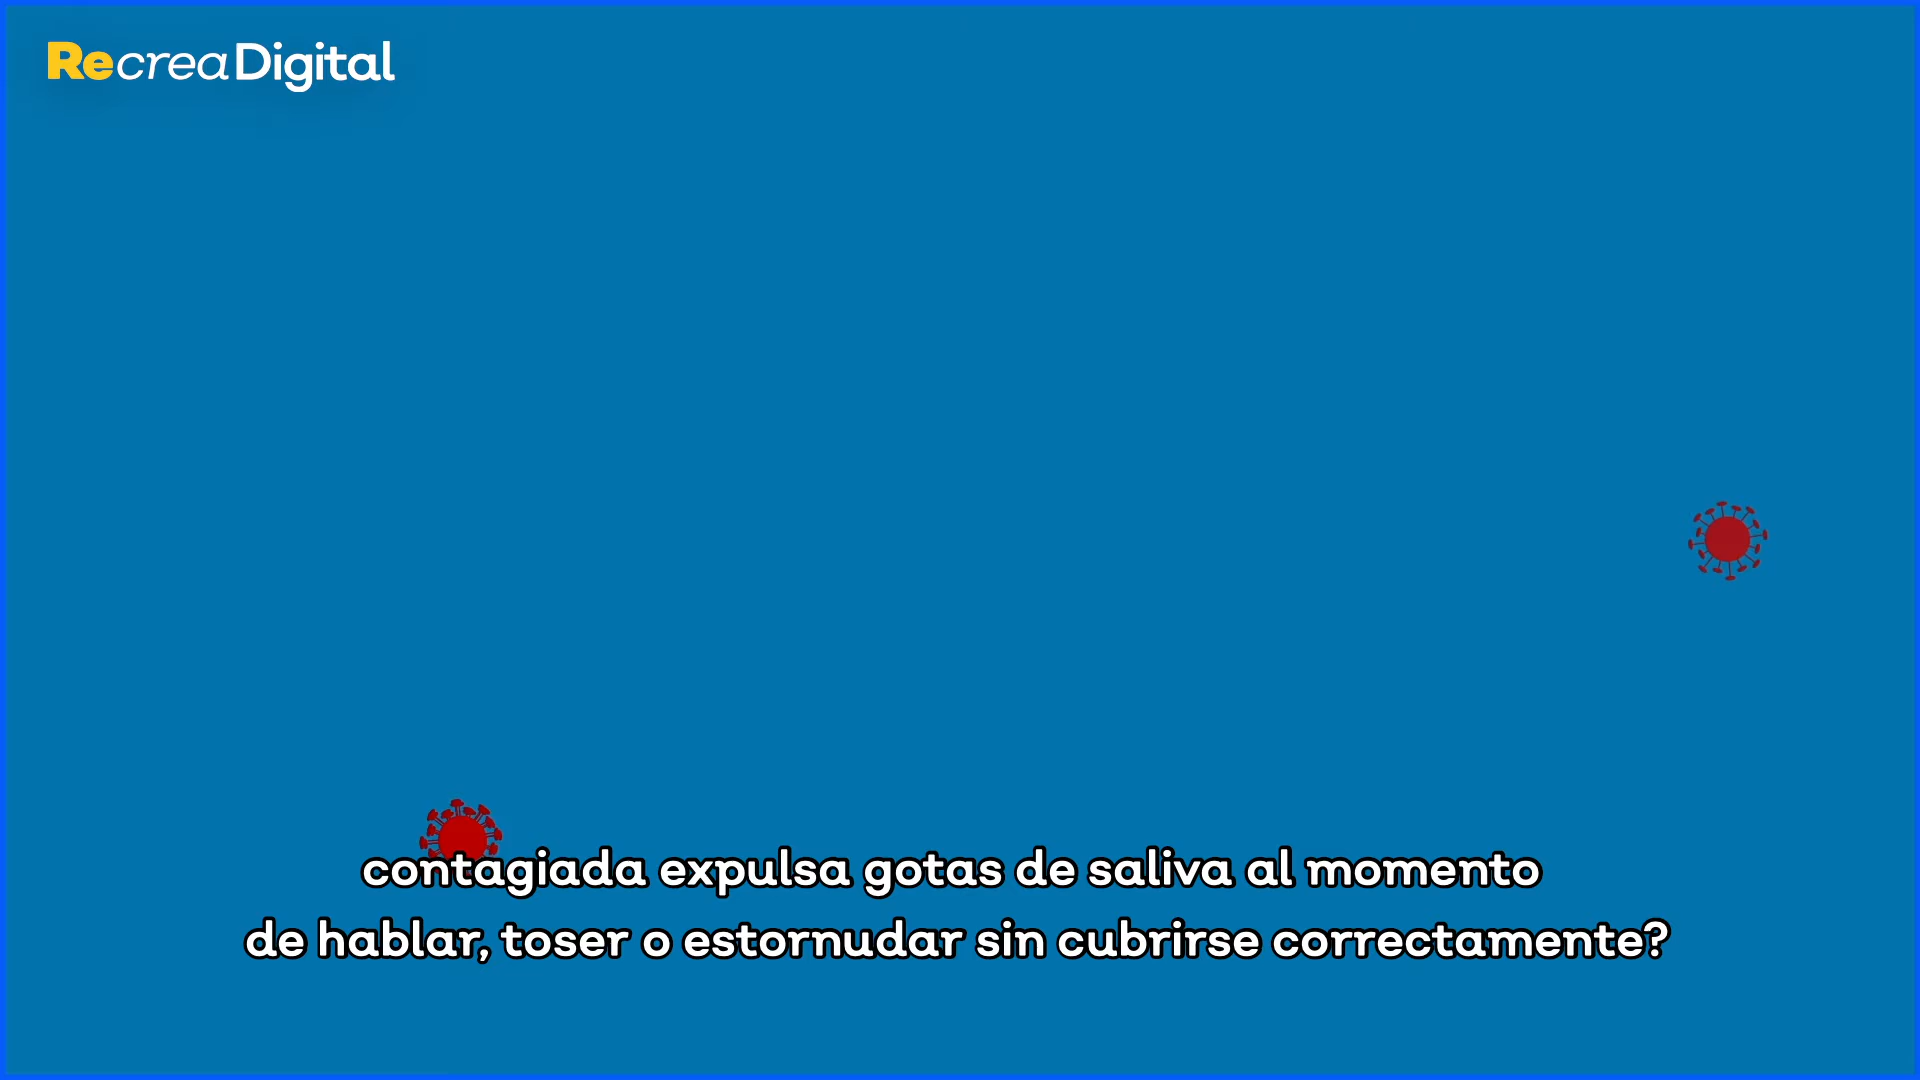 RecreaDigital
contagiada expulsa gotas de saliva al momento
de hablar, toser o estornudar sin cubrirse correctamente?